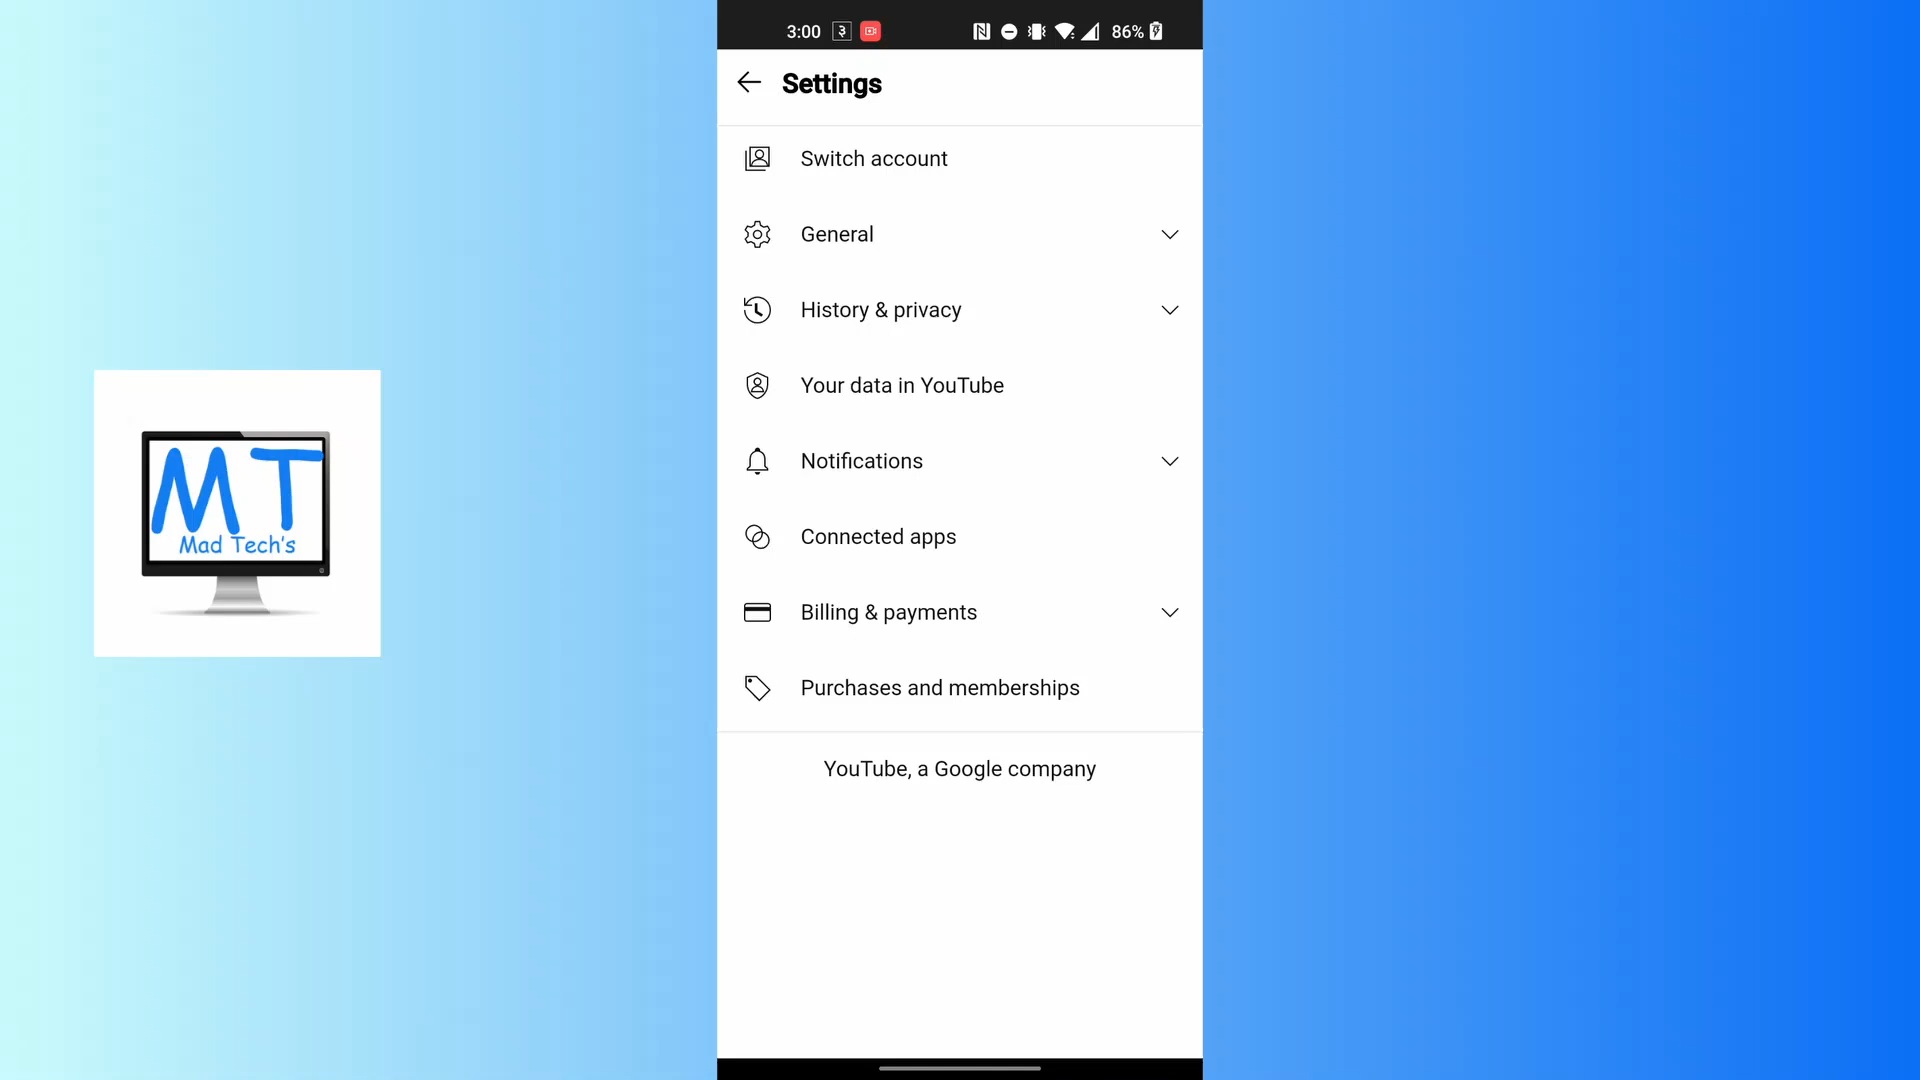 3:00 ३ 86%
Settings
Switch account
General
History & privacy
Your data in YouTube
Notifications
Connected apps
Billing & payments
Purchases and memberships
YouTube, a Google company
MT
Mad Tech's